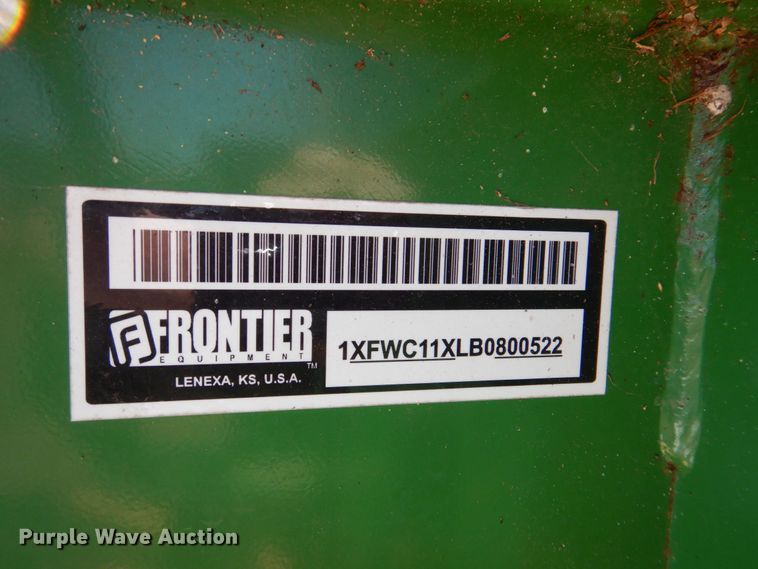 FRONTIER
EQUIPMENT
TM
LENEXA, KS, U.S.A.
1XFWC11XLB0800522
Purple Wave Auction